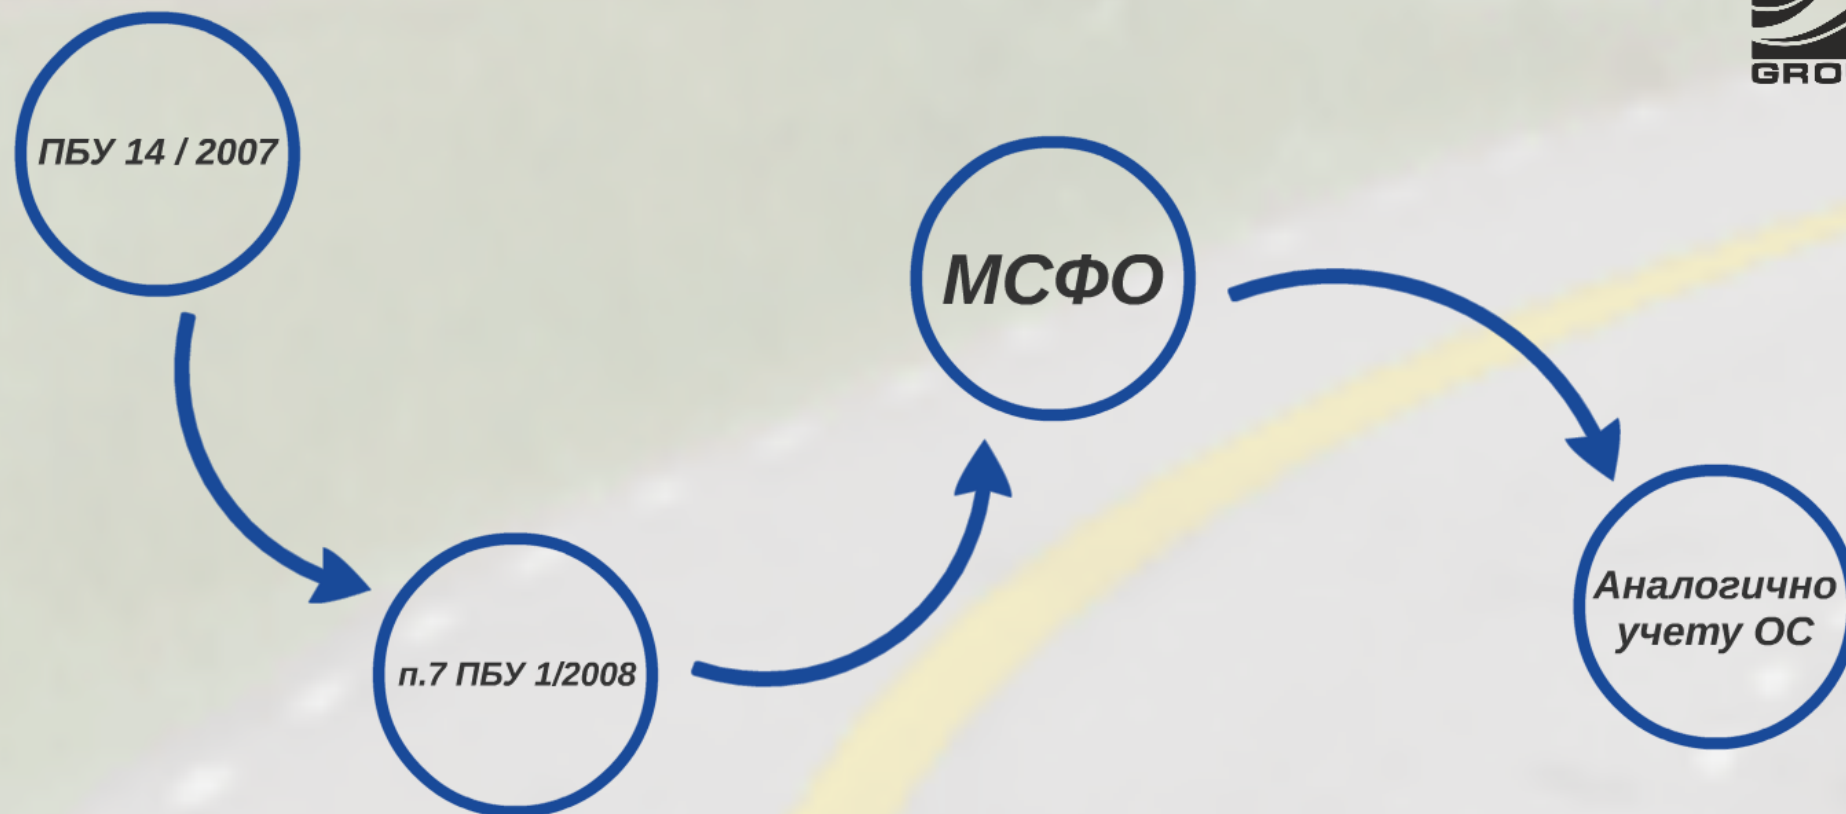 GRO
ПБУ 14 / 2007
МСФО
п.7 ПБУ 1/2008
Аналогично
учету ОС